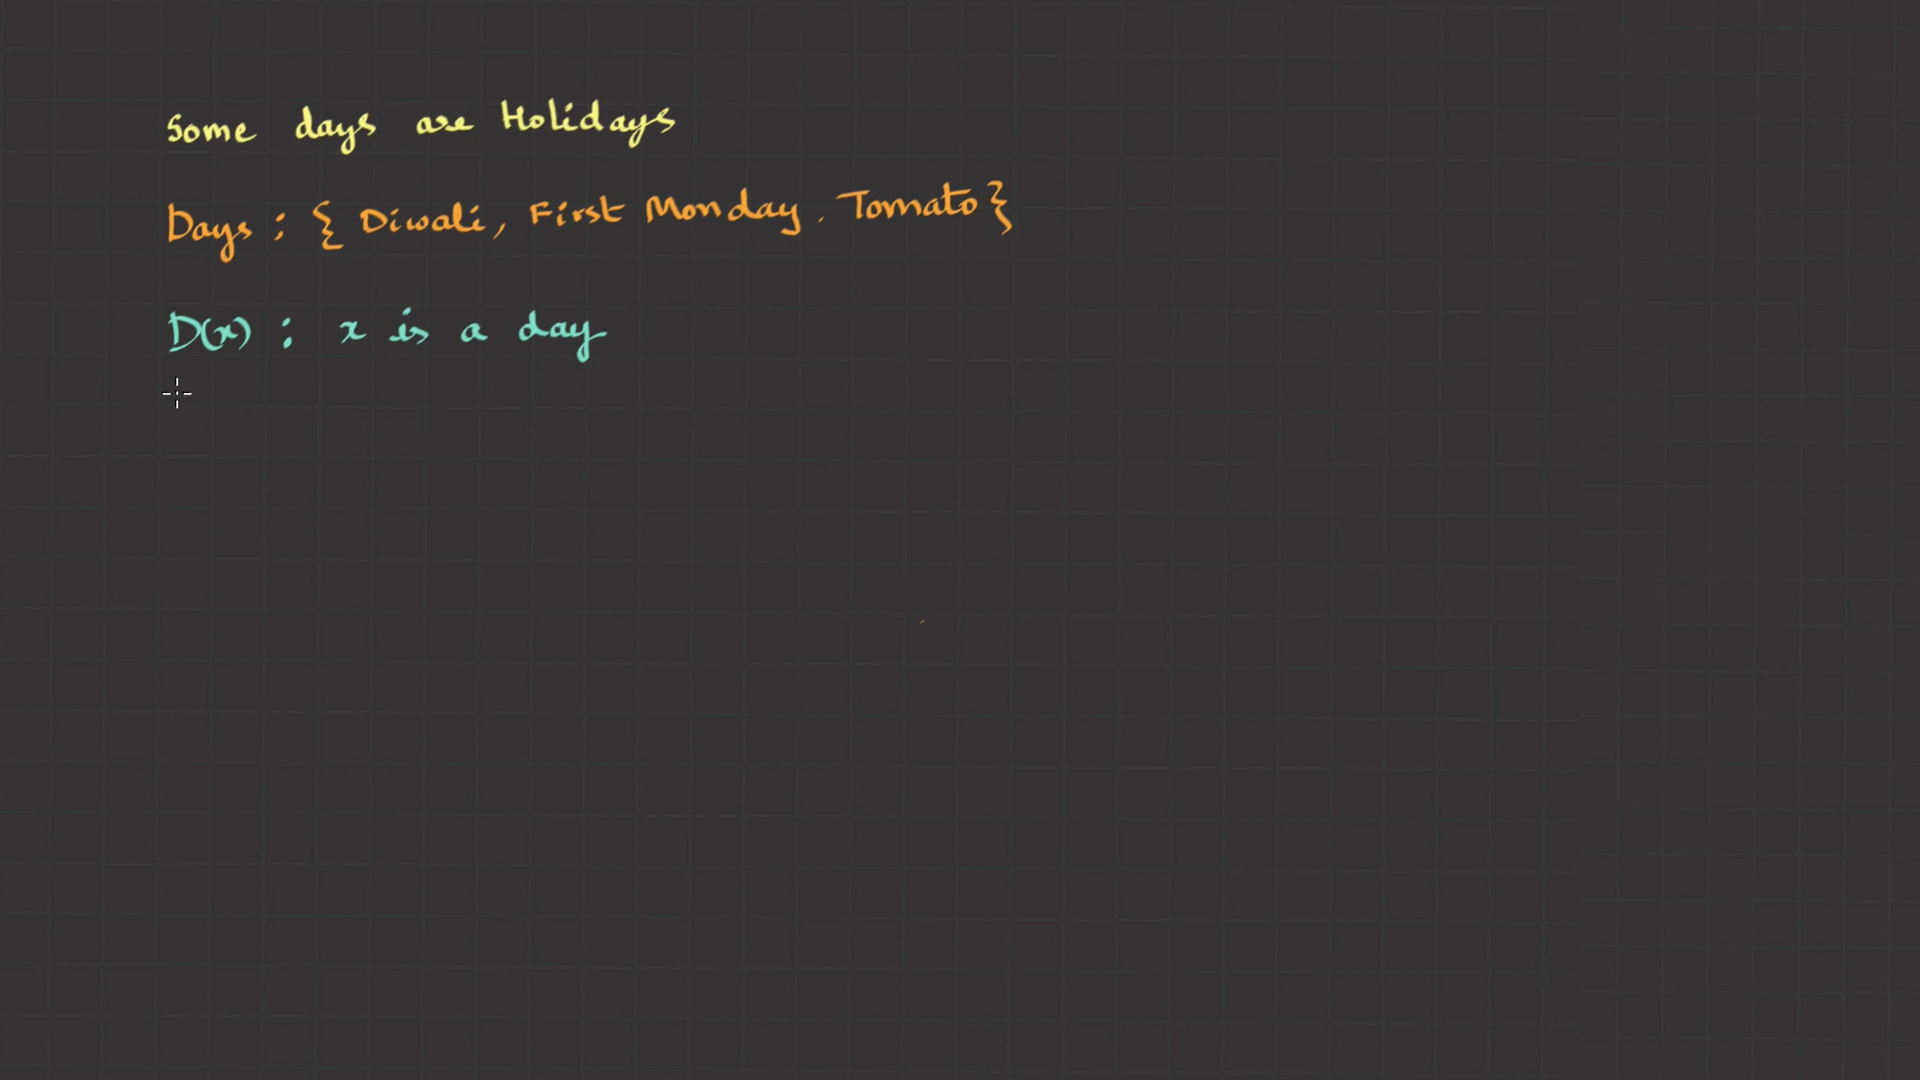 Some days are Holidays
Days : { Diwali, First Monday. Tomato}
D(x) : x is a day